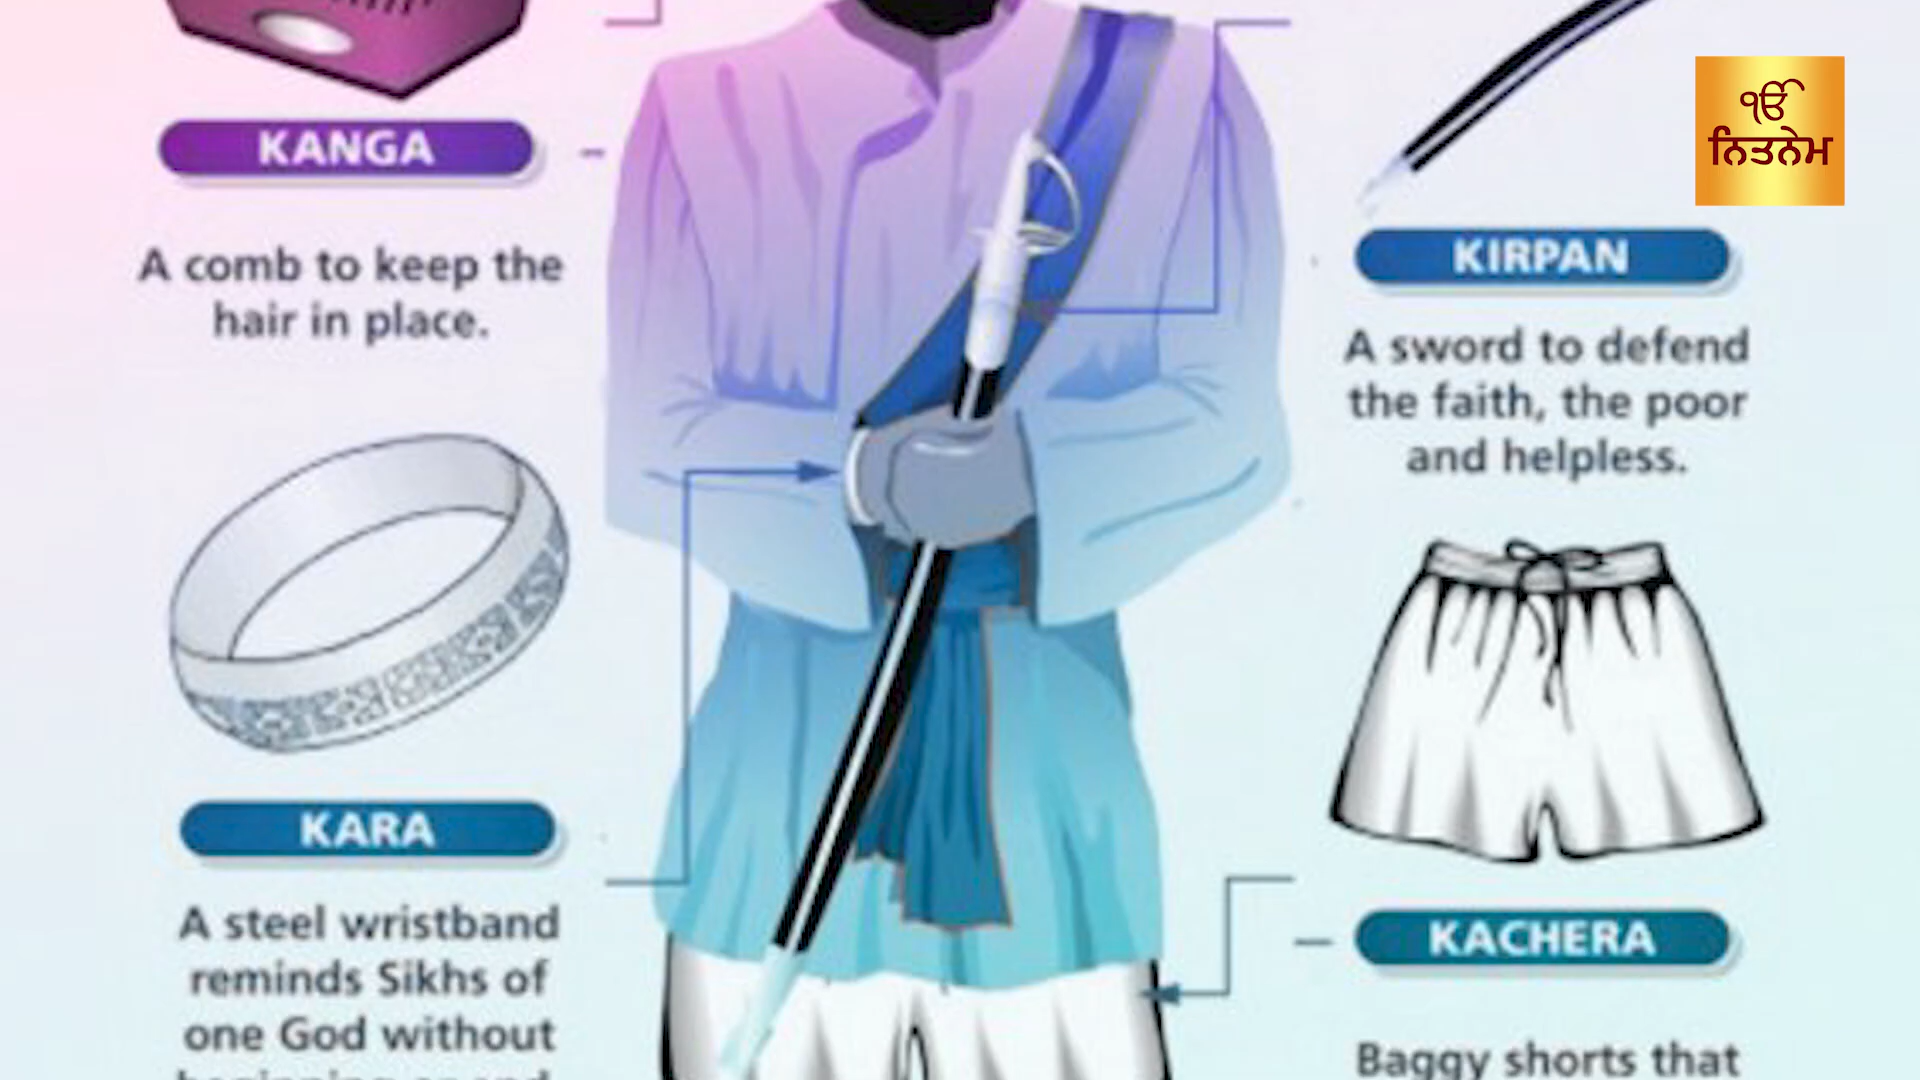 KANGA
A comb to keep the
hair in place.
KARA
A steel wristband
reminds Sikhs of
one God without
ੴ
ਨਿਤਨੇਮ
KIRPAN
A sword to defend
the faith, the poor
and helpless.
KACHERA
Baggy shorts that